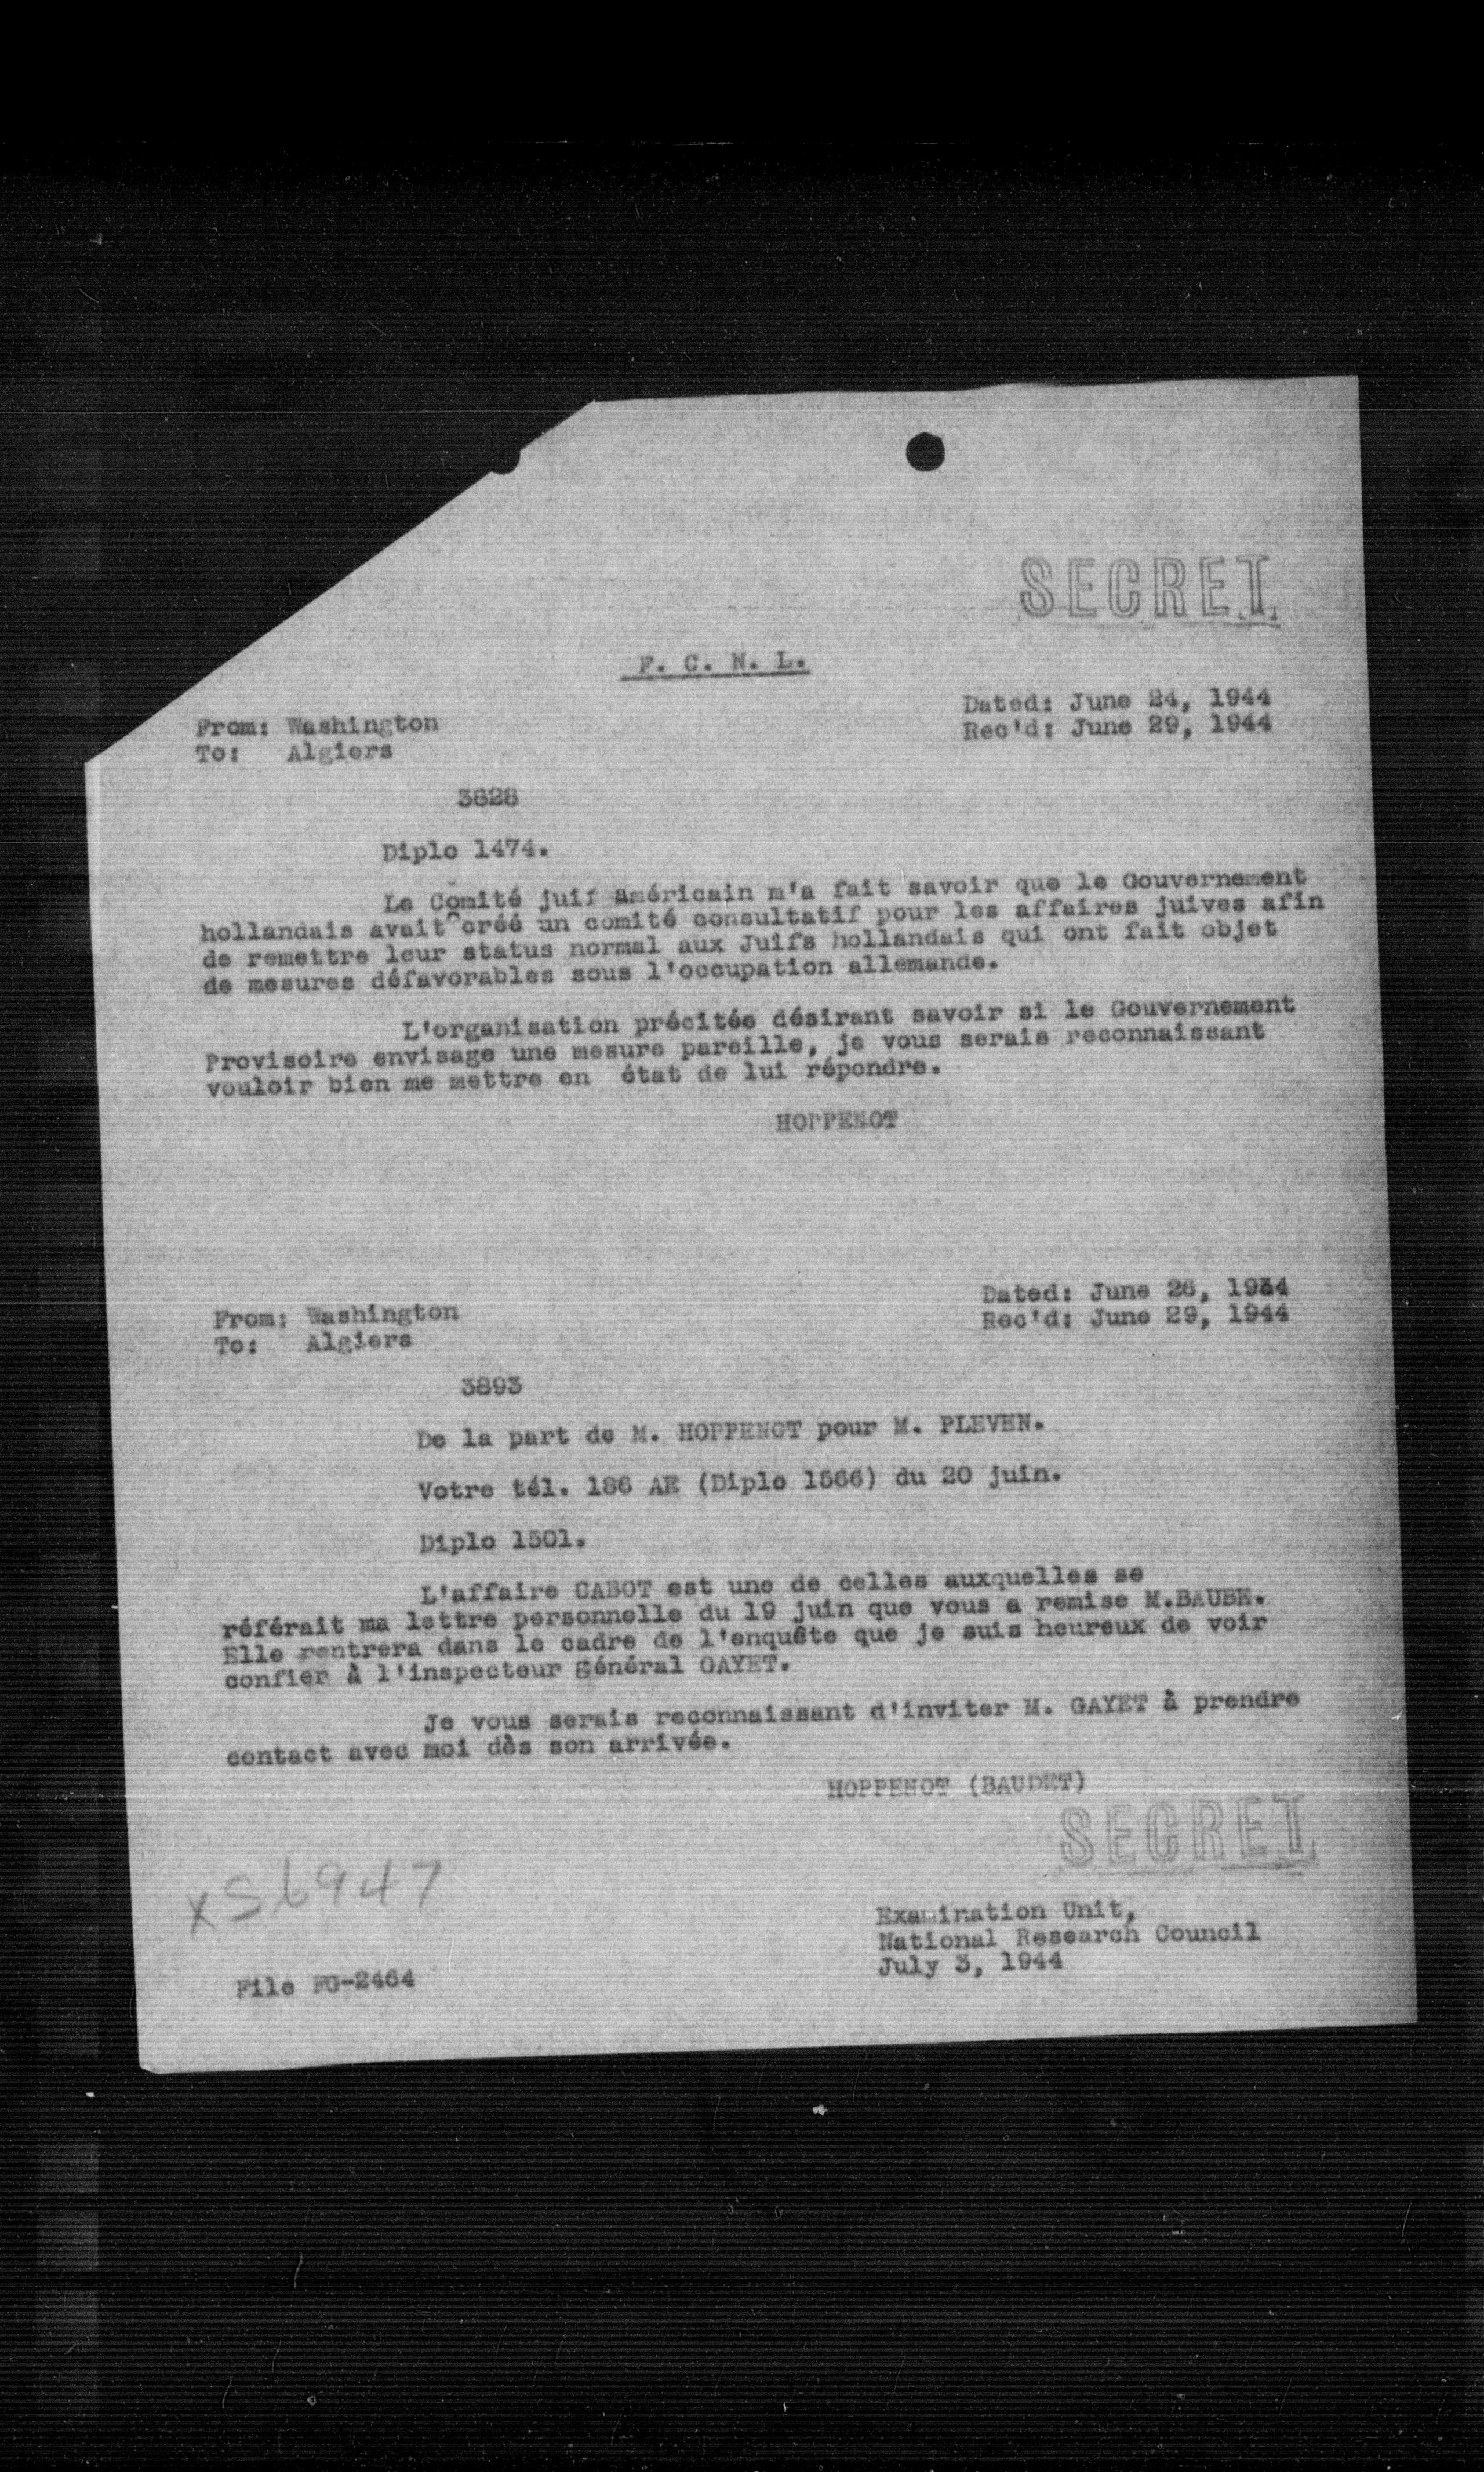 SECRET
F. C. N. L.
From: Washington
To: Algiers
Dated: June 24, 1944
Rec'd: June 29, 1944
3828
Diplo 1474.
Le Comité juif américain m'a fait savoir que le Gouvernement
hollandais avait créé un comité consultatif pour les affaires juives afin
de remettre leur status normal aux Juifs hollandais qui ont fait objet
de mesures défavorables sous l'occupation allemande.
L'organisation précitée désirant savoir si le Gouvernement
Provisoire envisage une mesure pareille, je vous serais reconnaissant
vouloir bien me mettre en état de lui répondre.
HOPPENOT
From: Washington
To: Algiers
Dated: June 26, 1944
Rec'd: June 29, 1944
3893
De la part de M. HOPPENOT pour M. PLEVEN.
Votre tél. 186 AE (Diplo 1566) du 20 juin.
Diplo 1501.
L'affaire CABOT est une de celles auxquelles se
référait ma lettre personnelle du 19 juin que vous a remise M.BAUBE.
Elle rentrera dans le cadre de l'enquête que je suis heureux de voir
confier à l'inspecteur général GAYET.
Je vous serais reconnaissant d'inviter M. GAYET à prendre
contact avec moi dès son arrivée.
HOPPENOT (BAUDET)
SECRET
xS6947
Examination Unit,
National Research Council
July 3, 1944
File FG-2464